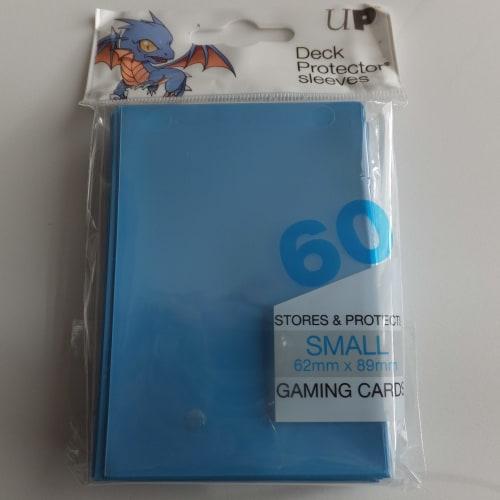 UP
Deck
Protector
sleeves
60
STORES & PROTECTS
SMALL
62mm x 89mm
GAMING CARDS